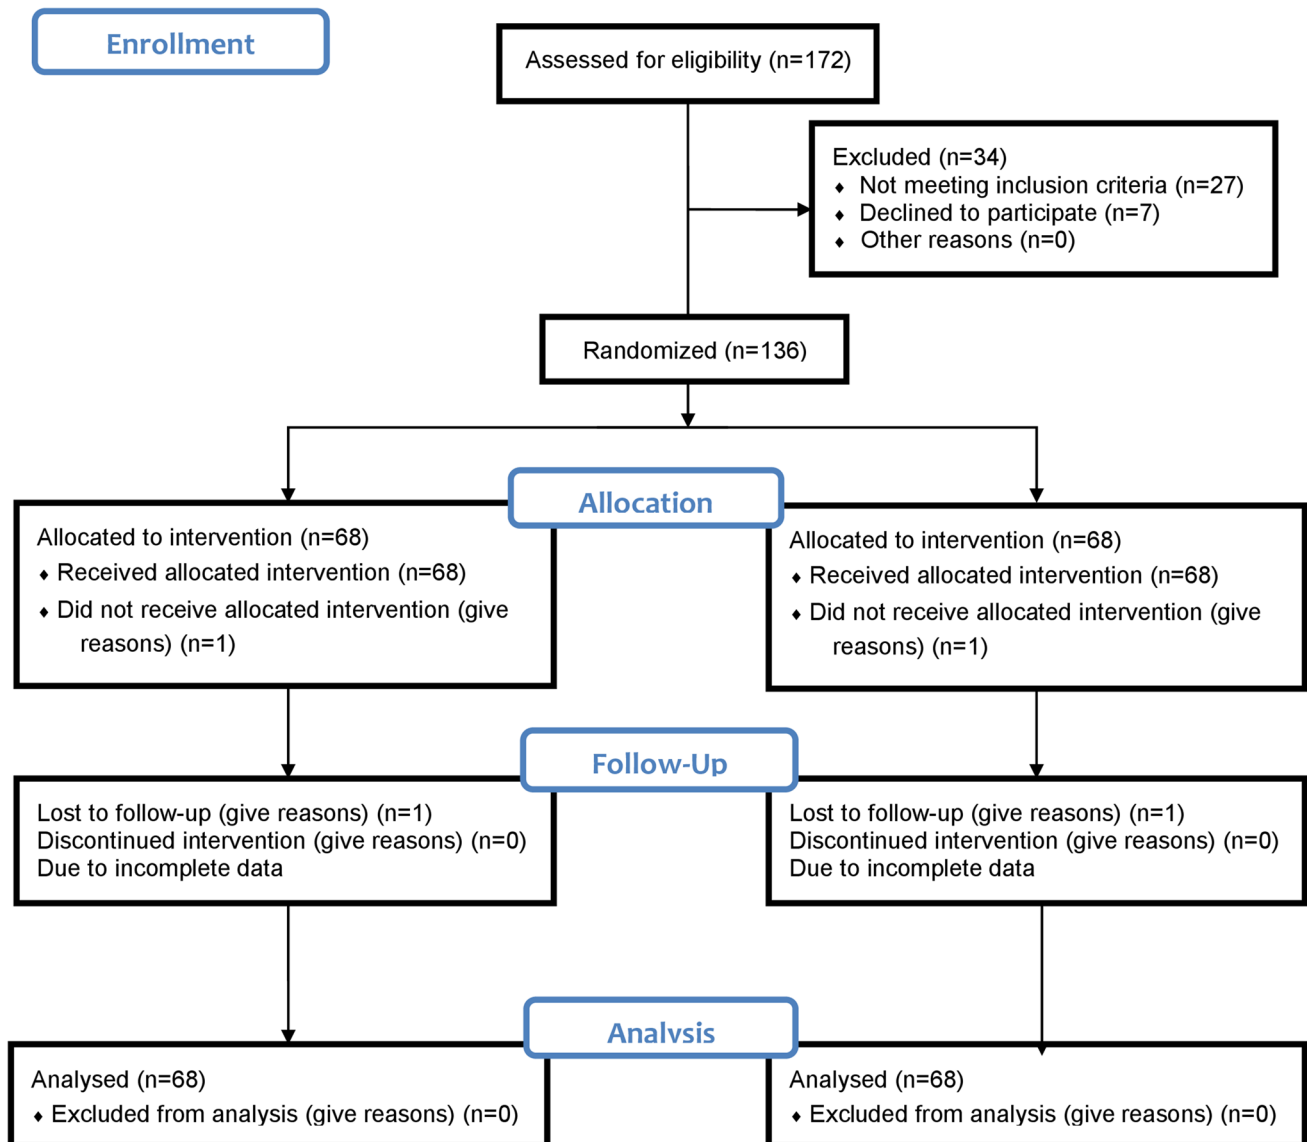 Enrollment
Assessed for eligibility (n=172)
Excluded (n=34)
♦ Not meeting inclusion criteria (n=27)
♦ Declined to participate (n=7)
♦ Other reasons (n=0)
Randomized (n=136)
Allocation
Allocated to intervention (n=68)
♦ Received allocated intervention (n=68)
♦ Did not receive allocated intervention (give
reasons) (n=1)
Allocated to intervention (n=68)
♦ Received allocated intervention (n=68)
♦ Did not receive allocated intervention (give
reasons) (n=1)
Follow-Up
Lost to follow-up (give reasons) (n=1)
Discontinued intervention (give reasons) (n=0)
Due to incomplete data
Lost to follow-up (give reasons) (n=1)
Discontinued intervention (give reasons) (n=0)
Due to incomplete data
Analysis
Analysed (n=68)
♦ Excluded from analysis (give reasons) (n=0)
Analysed (n=68)
♦ Excluded from analysis (give reasons) (n=0)